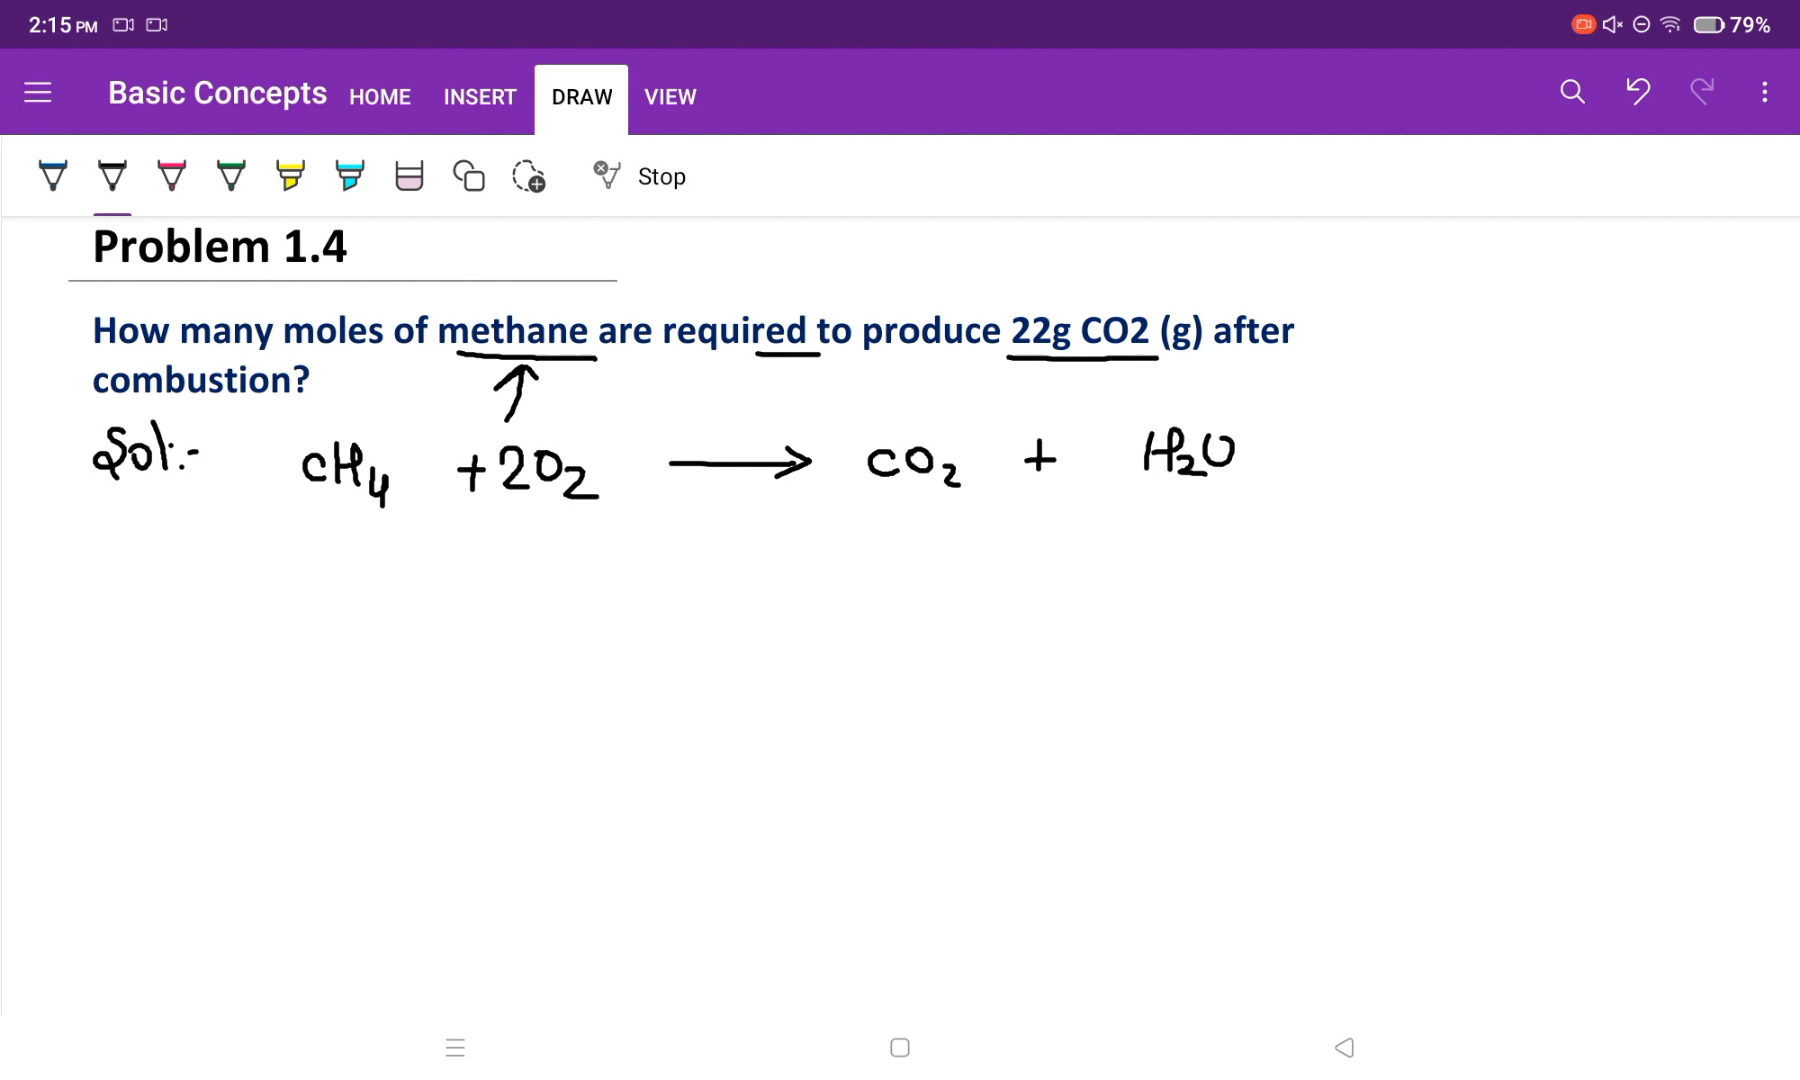 2:15 PM 79%
Basic Concepts HOME INSERT DRAW VIEW
Stop
Problem 1.4
How many moles of methane are required to produce 22g CO2 (g) after
combustion?
Sol:- CH4 + 2O2 ⟶ CO2 + H2O